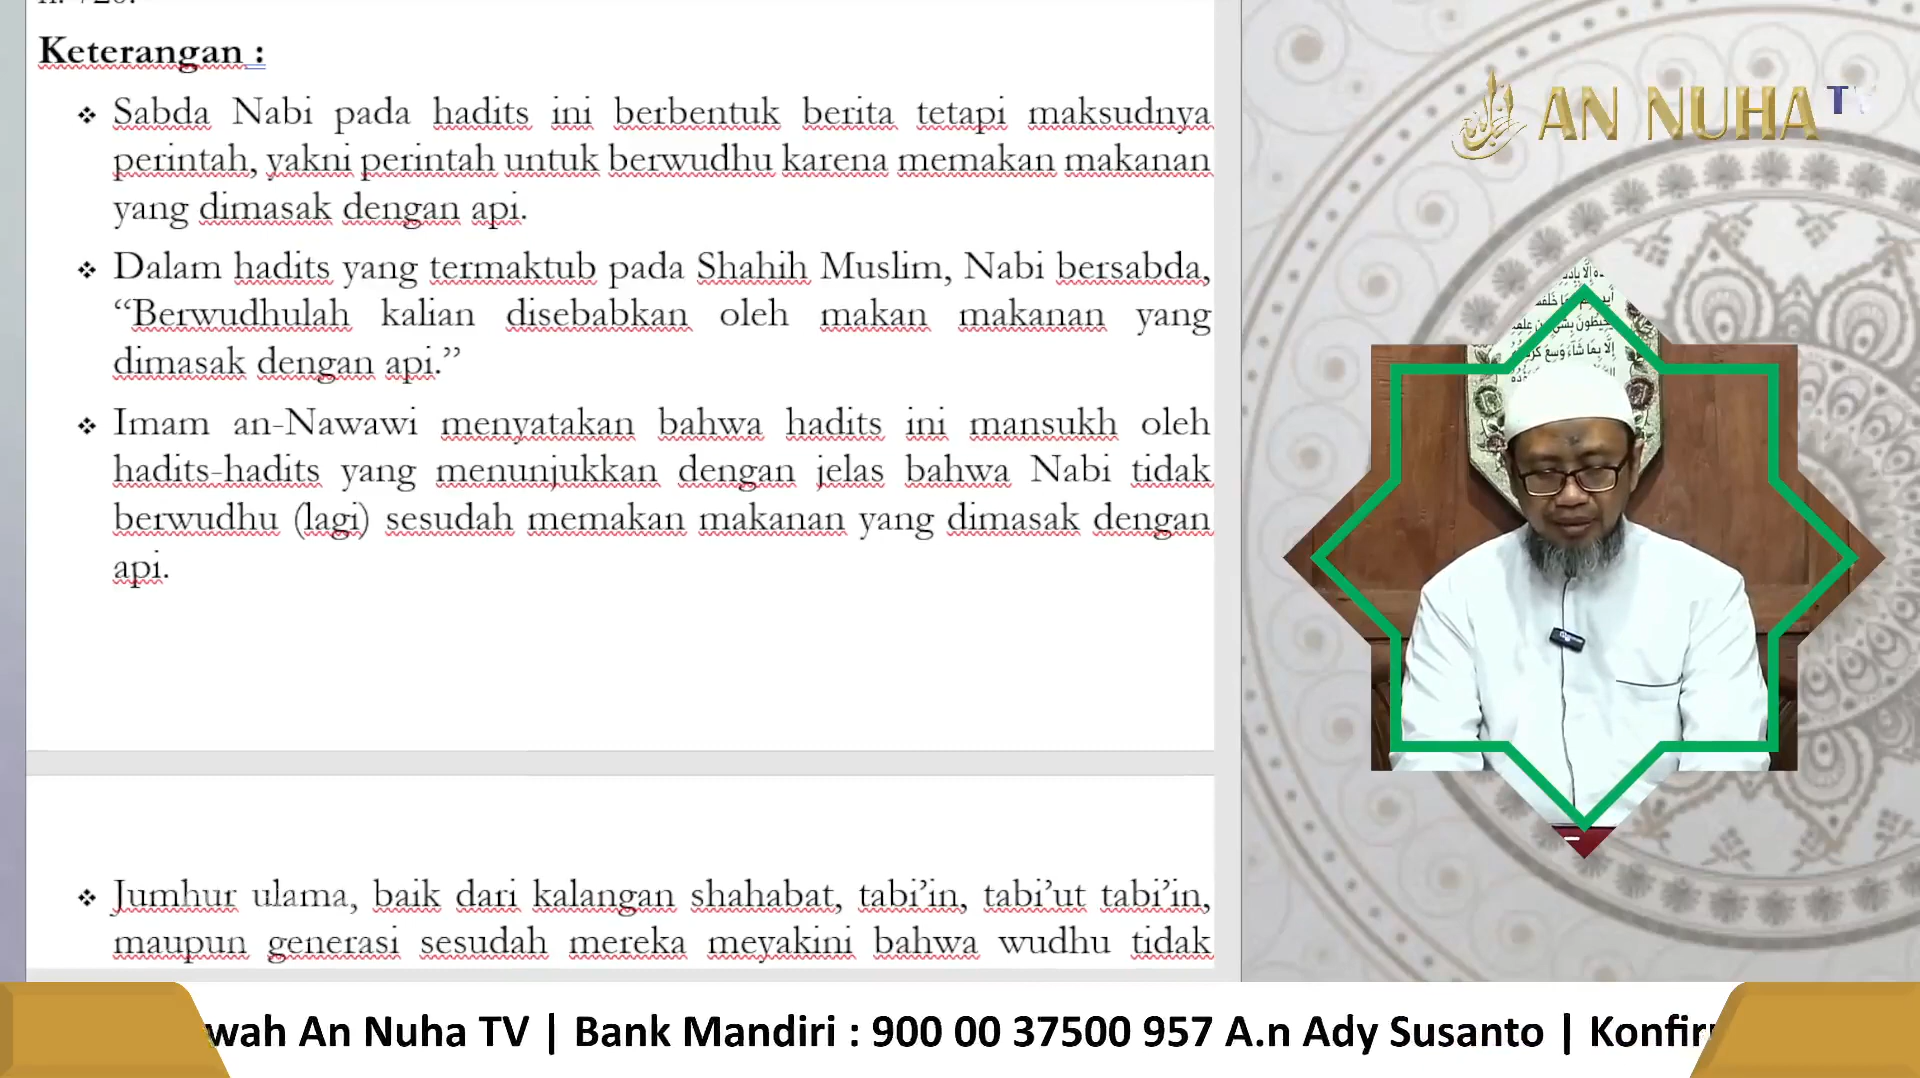 Keterangan :
❖ Sabda Nabi pada hadits ini berbentuk berita tetapi maksudnya
perintah, yakni perintah untuk berwudhu karena memakan makanan
yang dimasak dengan api.
❖ Dalam hadits yang termaktub pada Shahih Muslim, Nabi bersabda,
“Berwudhulah kalian disebabkan oleh makan makanan yang
dimasak dengan api.”
❖ Imam an-Nawawi menyatakan bahwa hadits ini mansukh oleh
hadits-hadits yang menunjukkan dengan jelas bahwa Nabi tidak
berwudhu (lagi) sesudah memakan makanan yang dimasak dengan
api.
❖ Jumhur ulama, baik dari kalangan shahabat, tabi’in, tabi’ut tabi’in,
maupun generasi sesudah mereka meyakini bahwa wudhu tidak
AN NUHA TV
wah An Nuha TV | Bank Mandiri : 900 00 37500 957 A.n Ady Susanto | Konfir